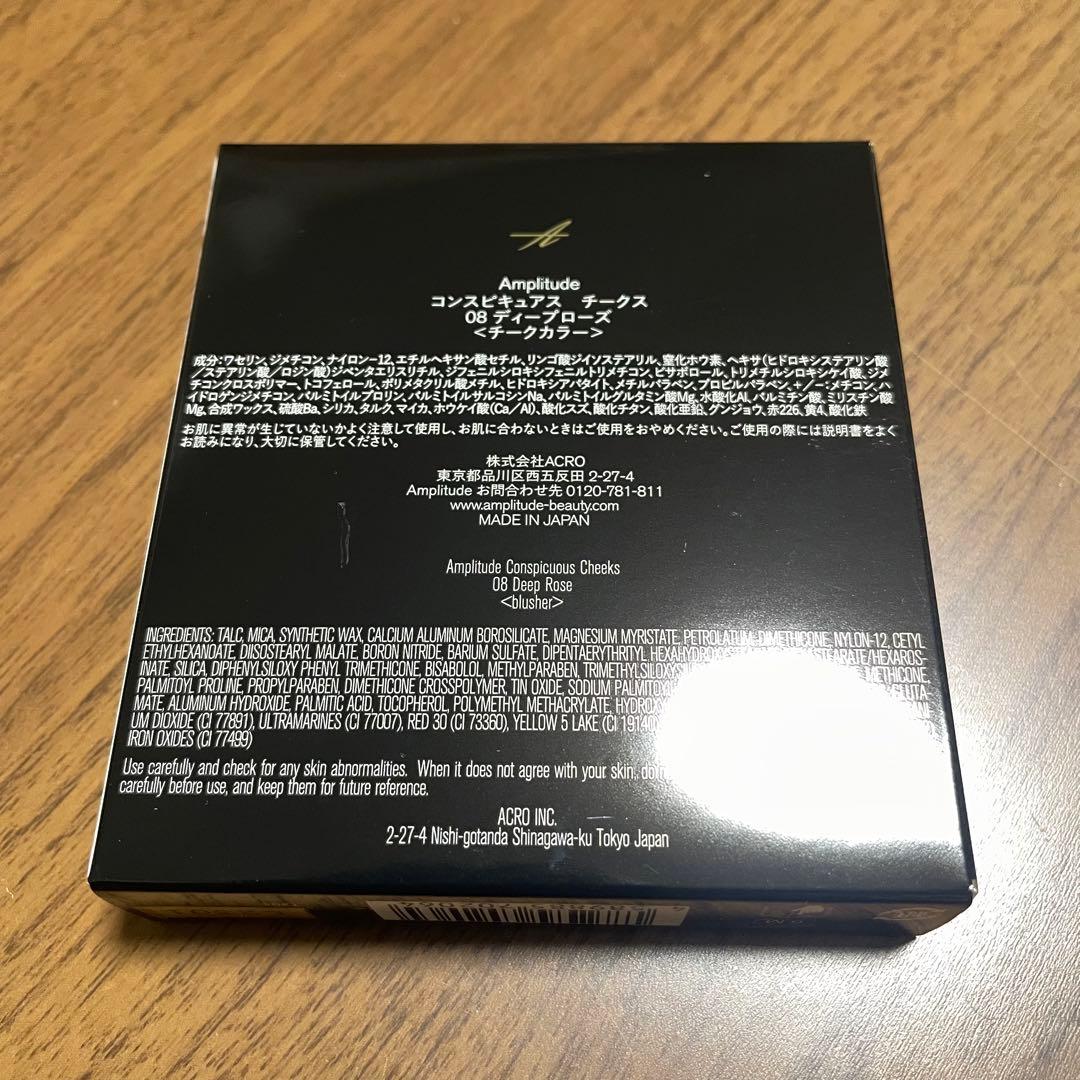 Amplitude
コンスピキュアス　チークス
08 ディープローズ
<チークカラー>
成分:ワセリン、ジメチコン、ナイロン-12、エチルヘキサン酸セチル、リンゴ酸ジイソステアリル、窒化ホウ素、ヘキサ(ヒドロキシステアリン酸
/ステアリン酸/ロジン酸)ジペンタエリスリチル、ジフェニルシロキシフェニルトリメチコン、ビサボロール、トリメチルシロキシケイ酸、ジメ
チコンクロスポリマー、トコフェロール、ポリメタクリル酸メチル、ヒドロキシアパタイト、メチルパラベン、プロピルパラベン、+/-:メチコン、ハ
イドロゲンジメチコン、パルミトイルプロリン、パルミトイルサルコシンNa、パルミトイルグルタミン酸Mg、水酸化Al、パルミチン酸、ミリスチン酸
Mg、合成ワックス、硫酸Ba、シリカ、タルク、マイカ、ホウケイ酸(Ca/Al)、酸化スズ、酸化チタン、酸化亜鉛、グンジョウ、赤226、黄4、酸化鉄
お肌に異常が生じていないかよく注意して使用し、お肌に合わないときはご使用をおやめください。ご使用の際には説明書をよく
お読みになり、大切に保管してください。
株式会社ACRO
東京都品川区西五反田 2-27-4
Amplitude お問合わせ先 0120-781-811
www.amplitude-beauty.com
MADE IN JAPAN
Amplitude Conspicuous Cheeks
08 Deep Rose
<blusher>
INGREDIENTS: TALC, MICA, SYNTHETIC WAX, CALCIUM ALUMINUM BOROSILICATE, MAGNESIUM MYRISTATE, PETROLATUM, DIMETHICONE, NYLON-12, CETYL
ETHYLHEXANOATE, DIISOSTEARYL MALATE, BORON NITRIDE, BARIUM SULFATE, DIPENTAERYTHRITYL STEARATE/HEXAROS-
INATE, SILICA, DIPHENYLSILOXY PHENYL TRIMETHICONE, BISABOLOL, METHYLPARABEN, METHICONE,
PALMITOYL PROLINE, PROPYLPARABEN, DIMETHICONE CROSSPOLYMER, TIN OXIDE, SODIUM GLUTA-
MATE, ALUMINUM HYDROXIDE, PALMITIC ACID, TOCOPHEROL, POLYMETHYL METHACRYLATE,
UM DIOXIDE (CI 77891), ULTRAMARINES (CI 77007), RED 30 (CI 73360), YELLOW 5 LAKE (CI 19140)
IRON OXIDES (CI 77499)
Use carefully and check for any skin abnormalities. When it does not agree with your skin,
carefully before use, and keep them for future reference.
ACRO INC.
2-27-4 Nishi-gotanda Shinagawa-ku Tokyo Japan